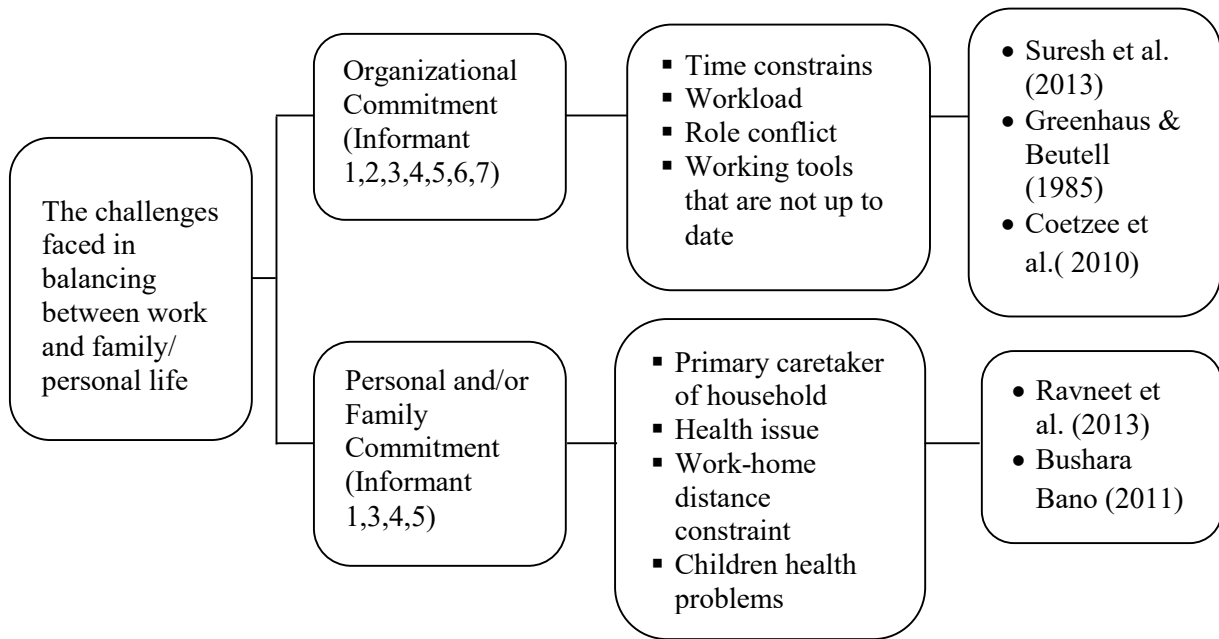 The challenges
faced in
balancing
between work
and family/
personal life
Organizational
Commitment
(Informant
1,2,3,4,5,6,7)
▪ Time constrains
▪ Workload
▪ Role conflict
▪ Working tools
that are not up to
date
• Suresh et al.
(2013)
• Greenhaus &
Beutell
(1985)
• Coetzee et
al.( 2010)
Personal and/or
Family
Commitment
(Informant
1,3,4,5)
▪ Primary caretaker
of household
▪ Health issue
▪ Work-home
distance
constraint
▪ Children health
problems
• Ravneet et
al. (2013)
• Bushara
Bano (2011)